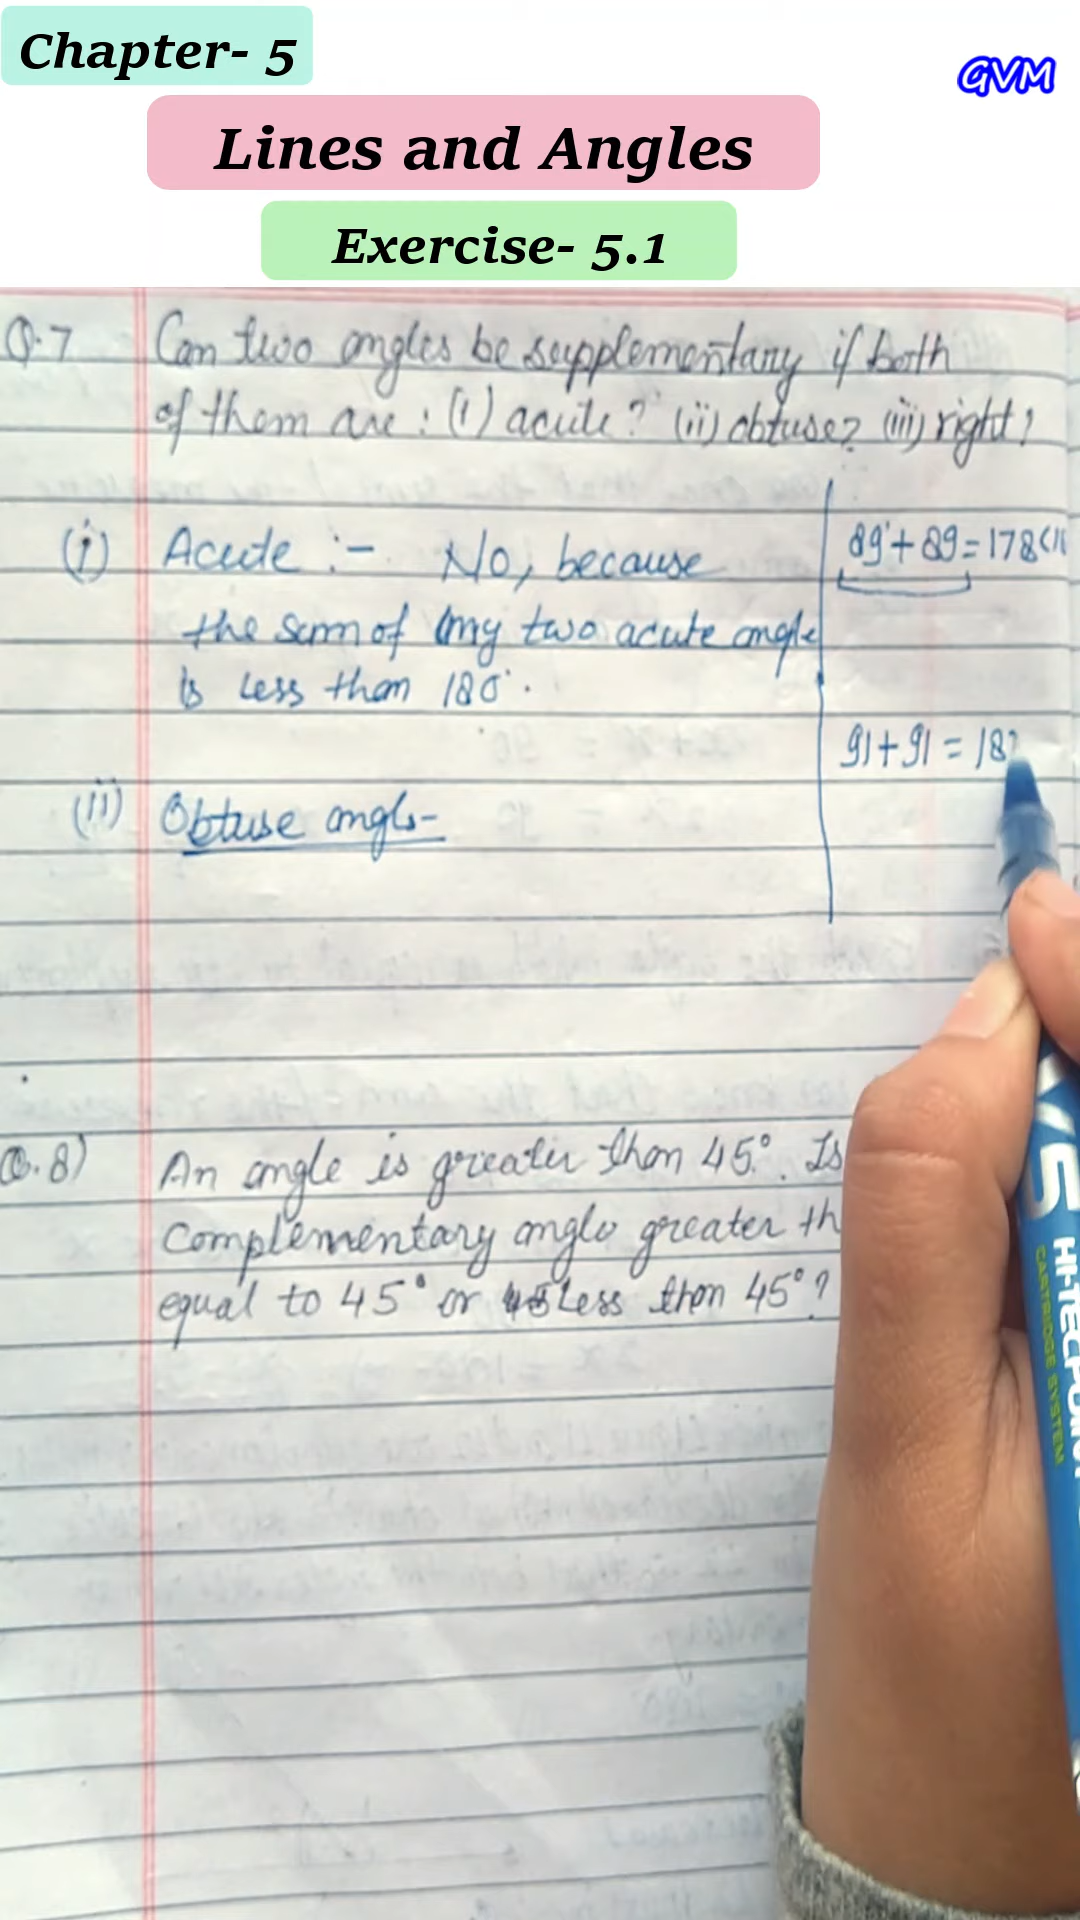 Chapter- 5
GVM
Lines and Angles
Exercise- 5.1
Q.7 Can two angles be supplementary if both
of them are : (i) acute? (ii) obtuse? (iii) right?
(i) Acute :- No, because
the sum of any two acute angle
is less than 180°.
89°+89=178<18
91+91=182
(ii) Obtuse angle-
Q.8) An angle is greater than 45°. Is
complementary angle greater th
equal to 45° or less than 45°?
HI-TECPOINT
CARTRIDGE SYSTEM